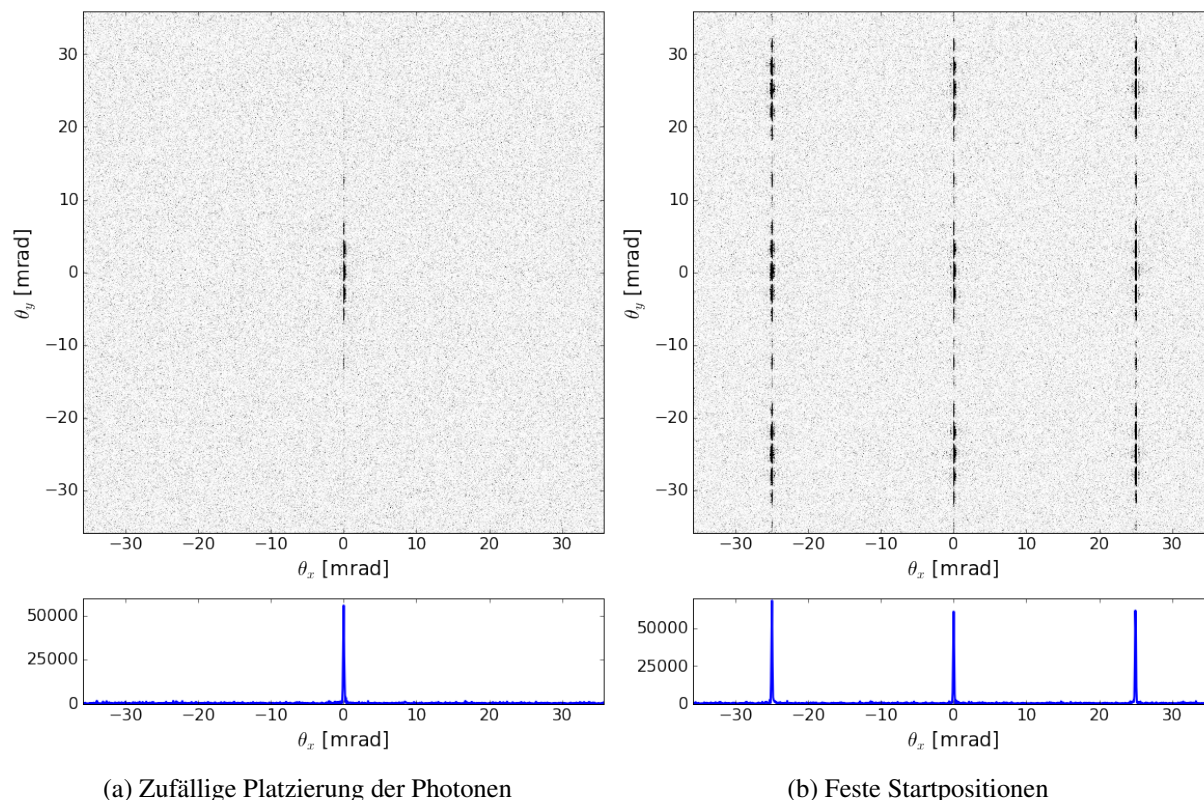 30
20
10
0
−10
−20
−30
θy [mrad]
−30 −20 −10 0 10 20 30
θx [mrad]
50000
25000
0
−30 −20 −10 0 10 20 30
θx [mrad]
(a) Zufällige Platzierung der Photonen
30
20
10
0
−10
−20
−30
θy [mrad]
−30 −20 −10 0 10 20 30
θx [mrad]
50000
25000
0
−30 −20 −10 0 10 20 30
θx [mrad]
(b) Feste Startpositionen